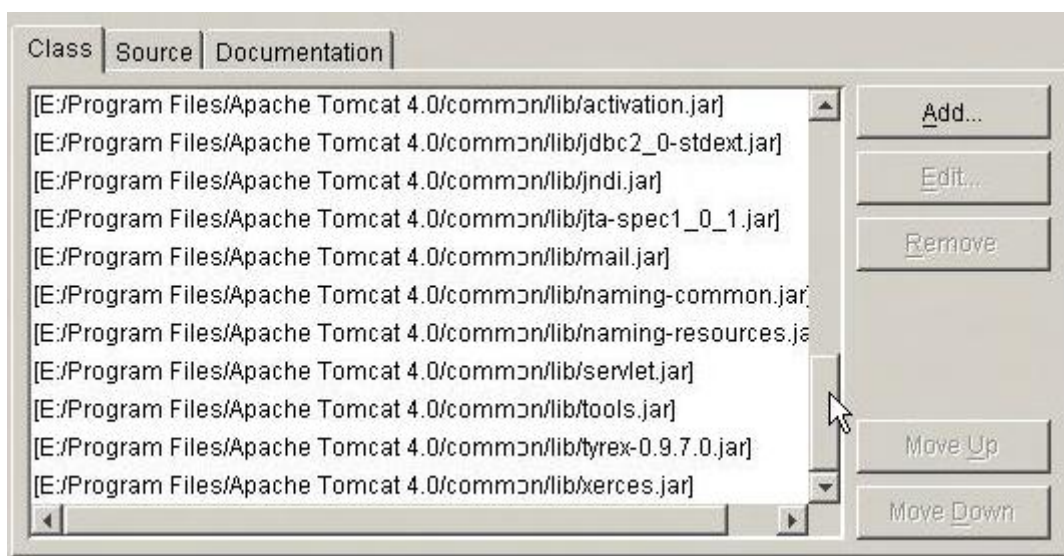 Class Source Documentation
[E:/Program Files/Apache Tomcat 4.0/common/lib/activation.jar]
[E:/Program Files/Apache Tomcat 4.0/common/lib/jdbc2_0-stdext.jar]
[E:/Program Files/Apache Tomcat 4.0/common/lib/jndi.jar]
[E:/Program Files/Apache Tomcat 4.0/common/lib/jta-spec1_0_1.jar]
[E:/Program Files/Apache Tomcat 4.0/common/lib/mail.jar]
[E:/Program Files/Apache Tomcat 4.0/common/lib/naming-common.jar]
[E:/Program Files/Apache Tomcat 4.0/common/lib/naming-resources.ja
[E:/Program Files/Apache Tomcat 4.0/common/lib/servlet.jar]
[E:/Program Files/Apache Tomcat 4.0/common/lib/tools.jar]
[E:/Program Files/Apache Tomcat 4.0/common/lib/tyrex-0.9.7.0.jar]
[E:/Program Files/Apache Tomcat 4.0/common/lib/xerces.jar]
Add...
Edit...
Remove
Move Up
Move Down